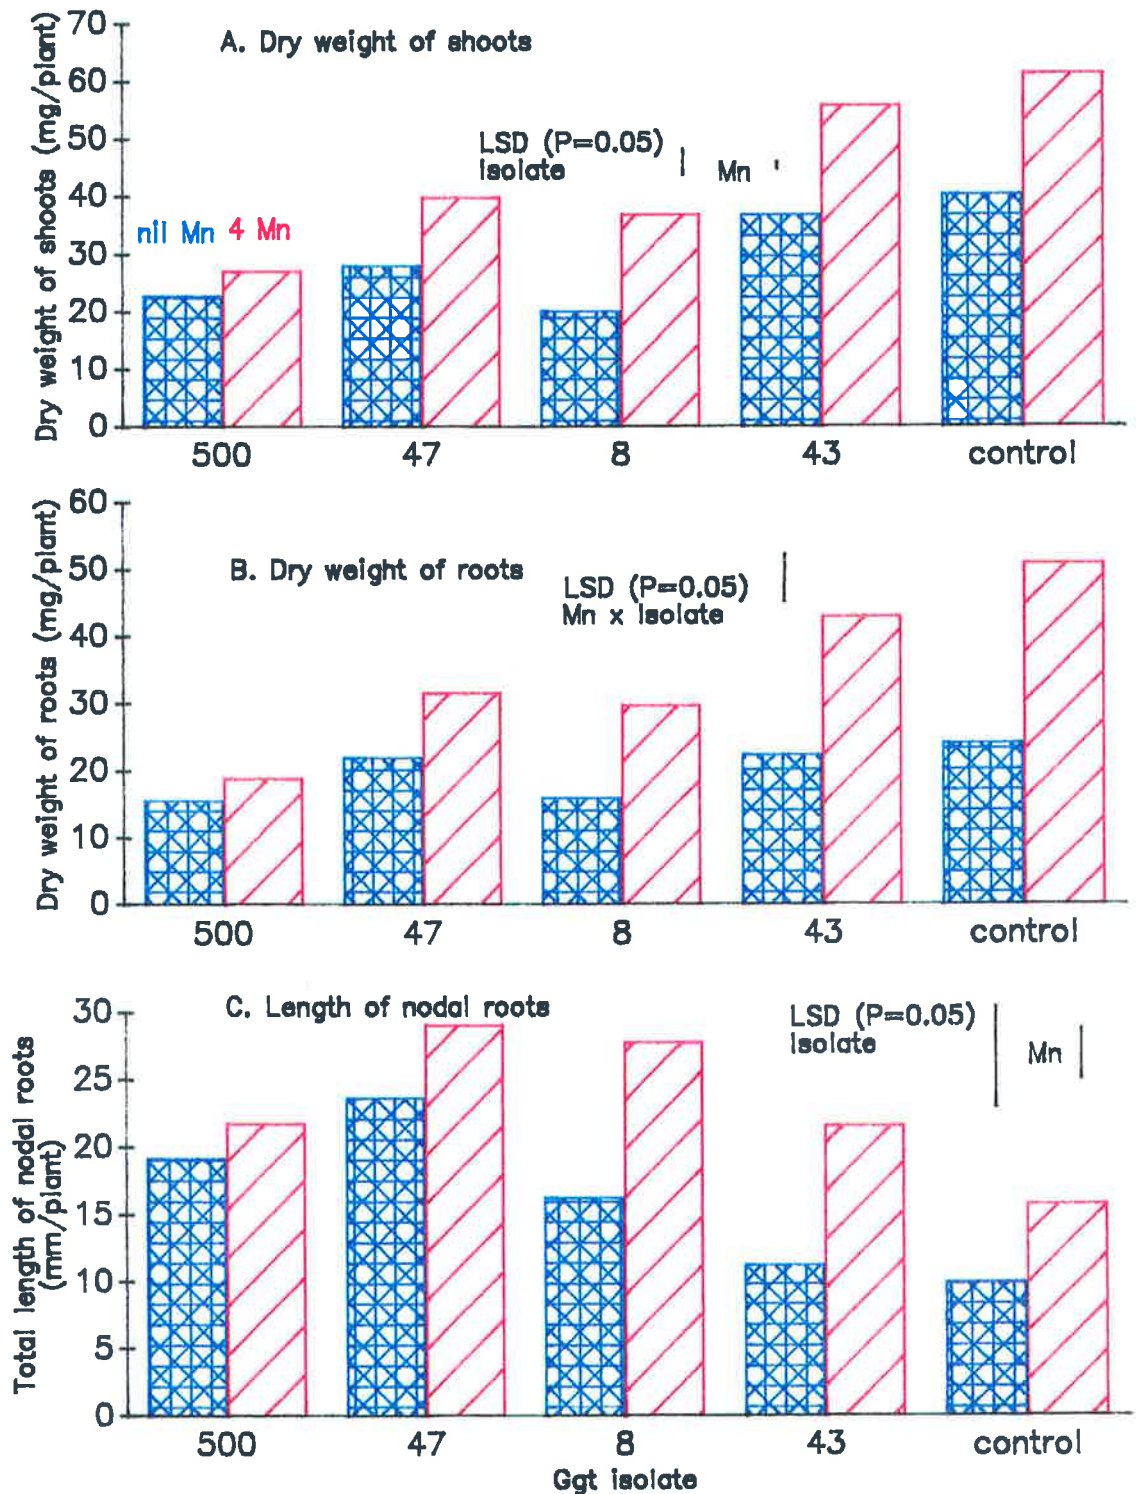 A. Dry weight of shoots
Dry weight of shoots (mg/plant)
70
60
50
40
30
20
10
0
LSD (P=0.05)
Isolate
Mn
nil Mn 4 Mn
500 47 8 43 control
B. Dry weight of roots
Dry weight of roots (mg/plant)
60
50
40
30
20
10
0
LSD (P=0.05)
Mn x Isolate
500 47 8 43 control
C. Length of nodal roots
Total length of nodal roots
(mm/plant)
30
25
20
15
10
5
0
LSD (P=0.05)
Isolate
Mn
500 47 8 43 control
Ggt isolate